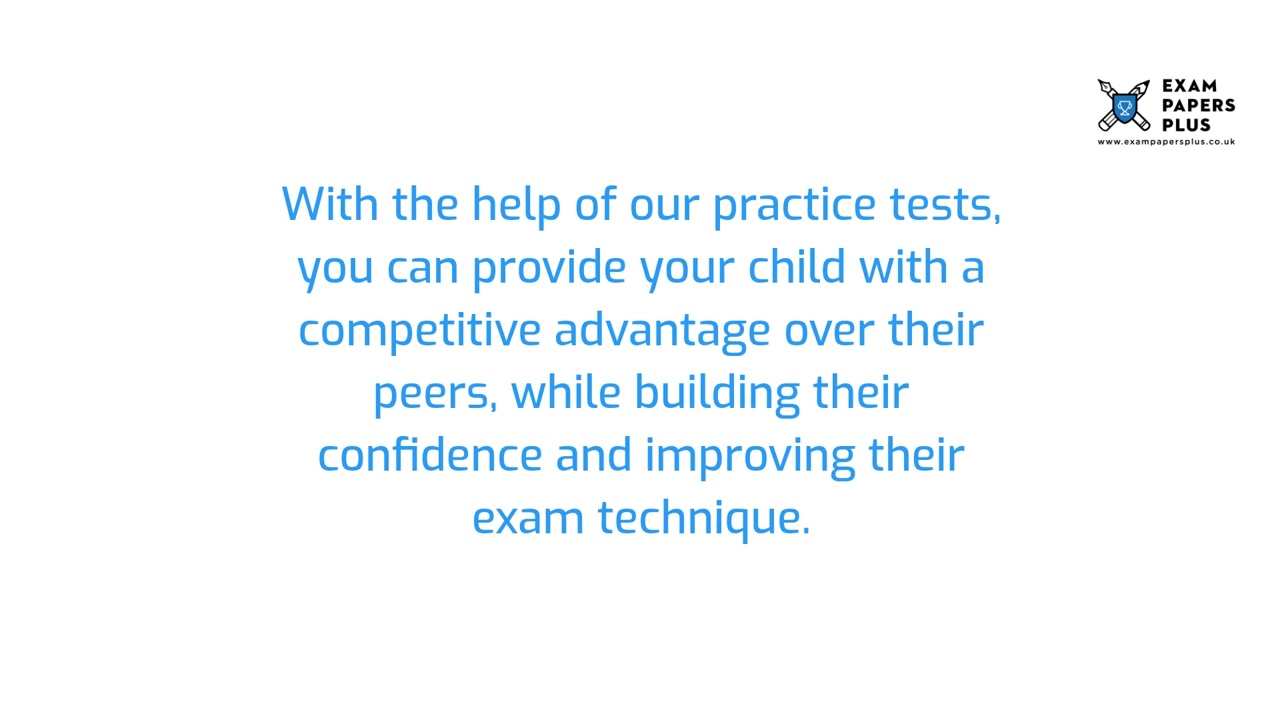 EXAM
PAPERS
PLUS
www.exampapersplus.co.uk
With the help of our practice tests,
you can provide your child with a
competitive advantage over their
peers, while building their
confidence and improving their
exam technique.